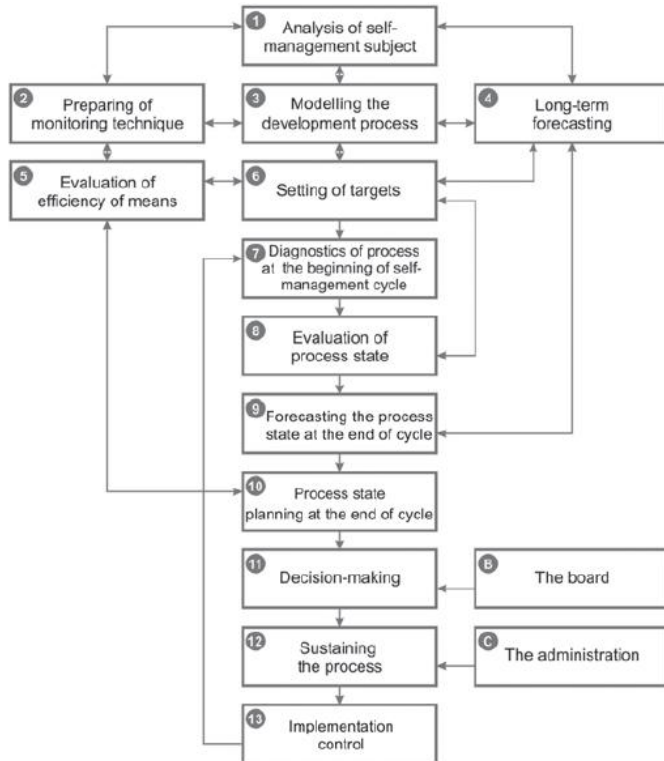 1
Analysis of self-
management subject
2
Preparing of
monitoring technique
3
Modelling the
development process
4
Long-term
forecasting
5
Evaluation of
efficiency of means
6
Setting of targets
7
Diagnostics of process
at the beginning of self-
management cycle
8
Evaluation of
process state
9
Forecasting the process
state at the end of cycle
10
Process state
planning at the end of cycle
11
Decision-making
B
The board
12
Sustaining
the process
C
The administration
13
Implementation
control